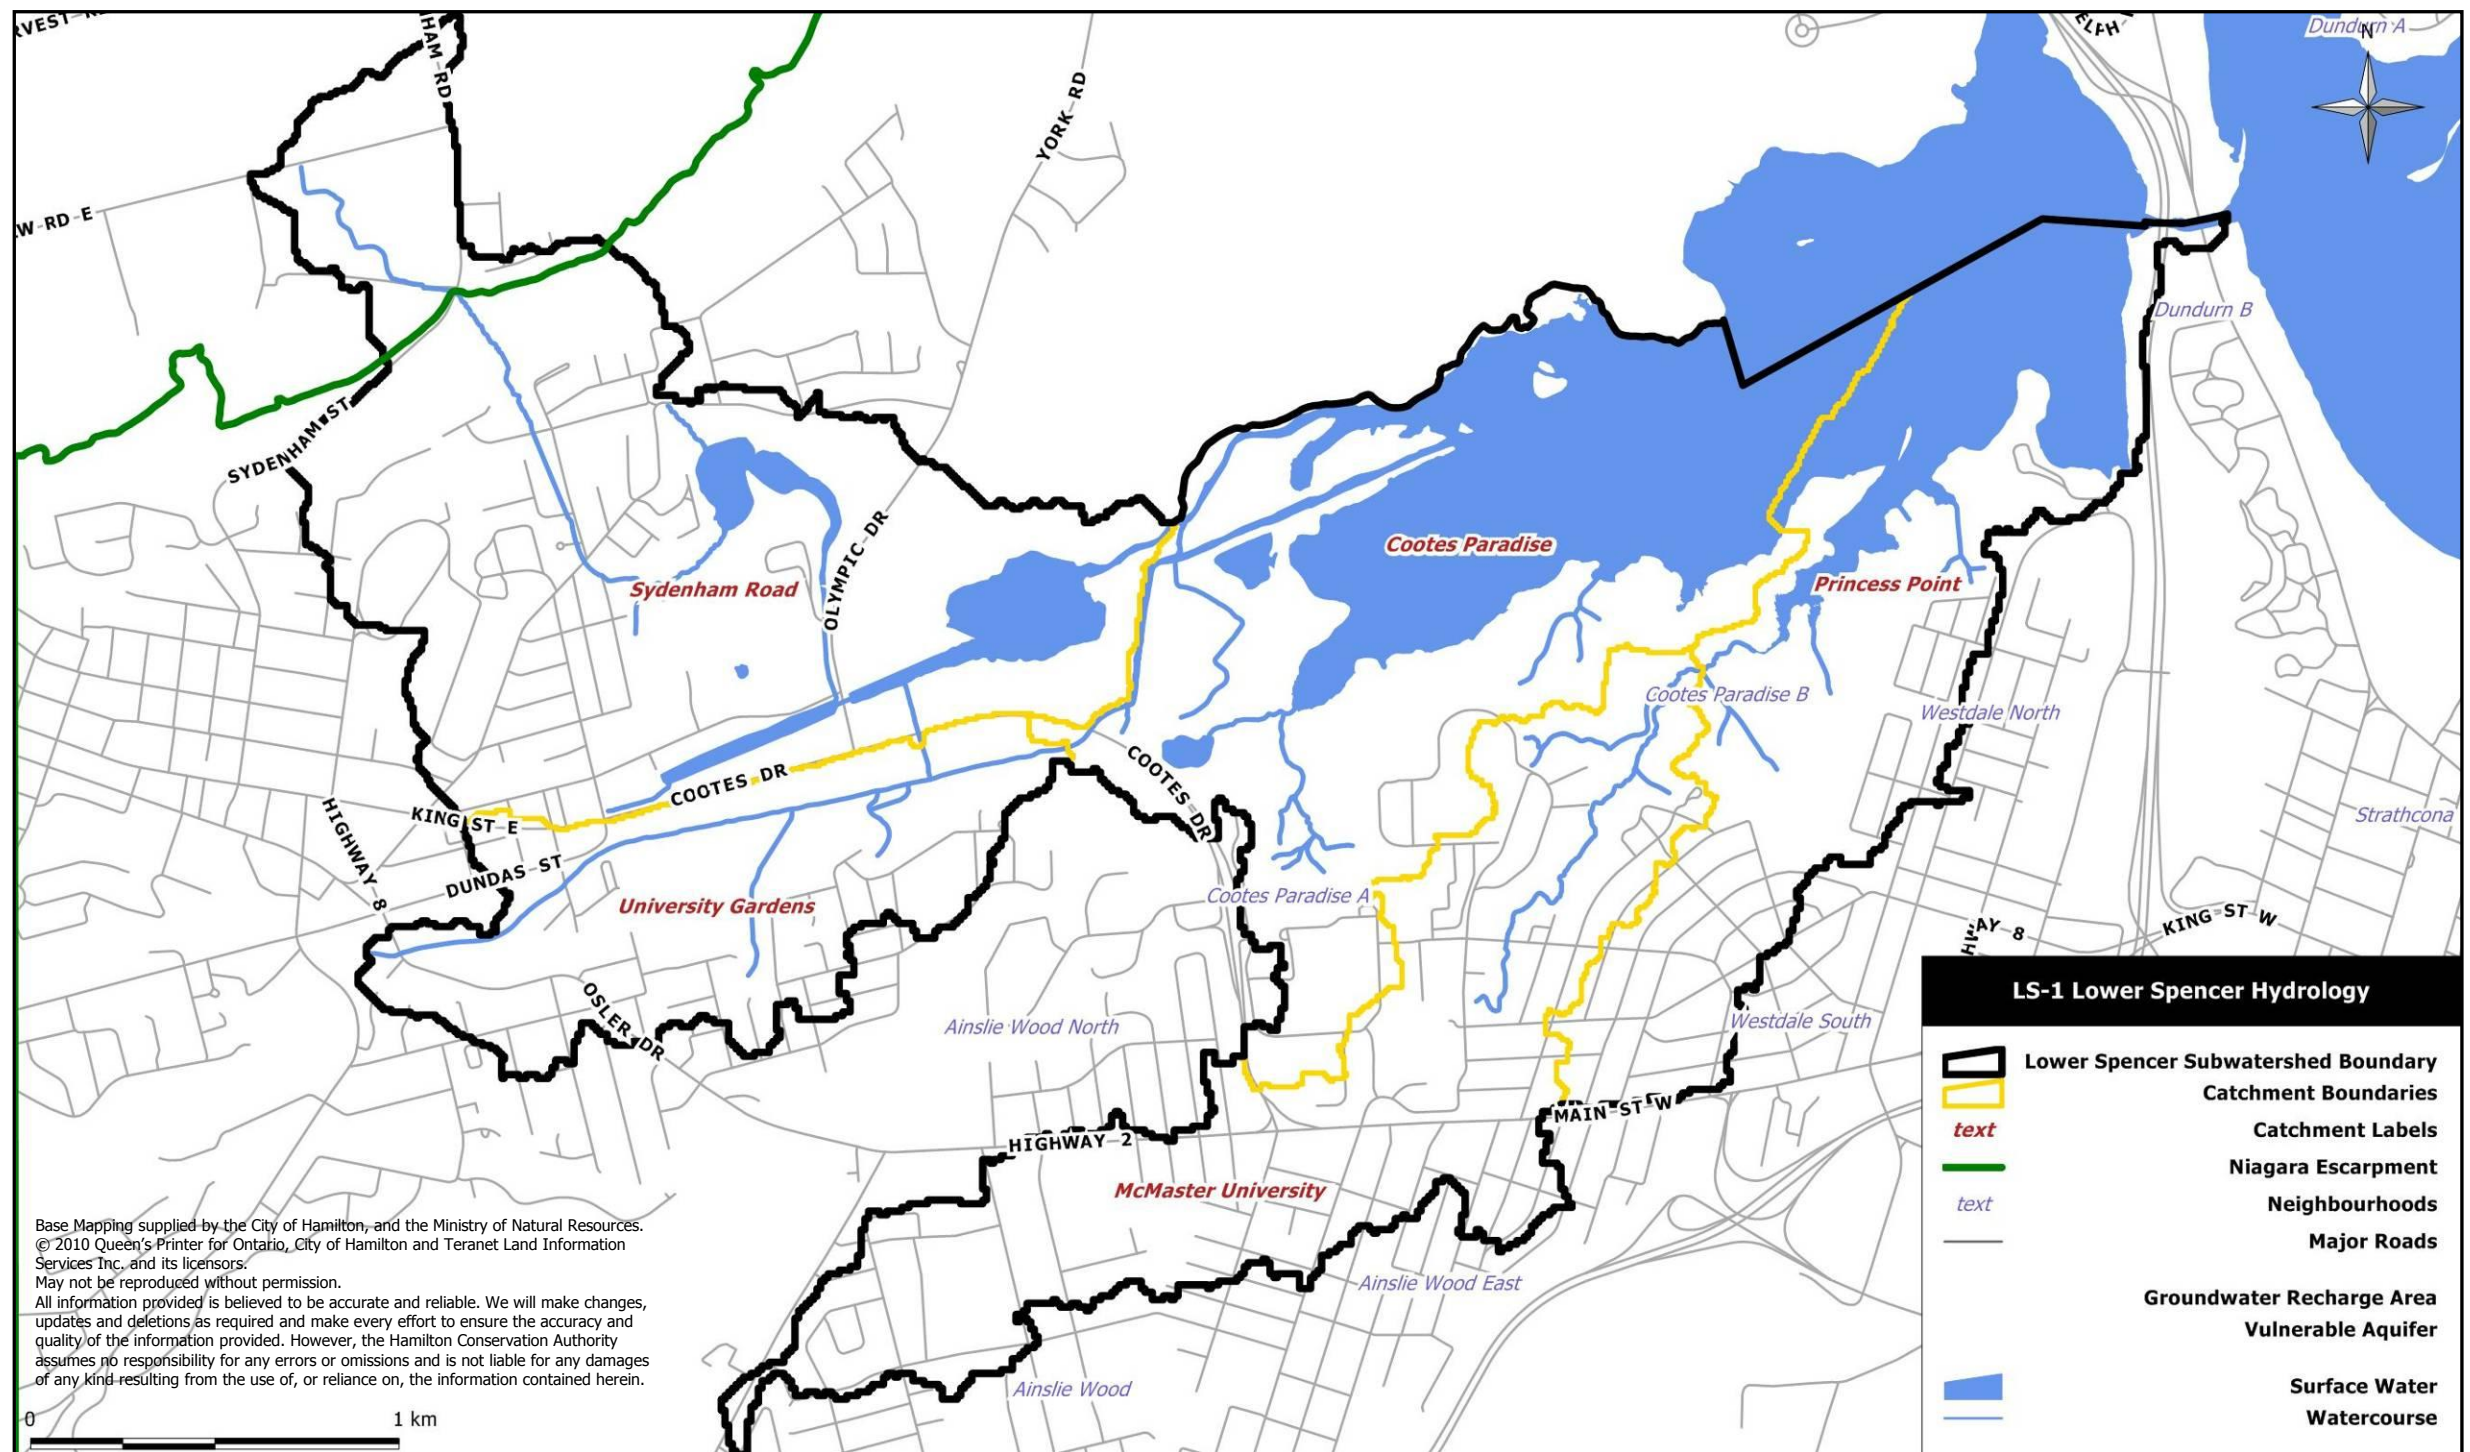 RVEST
HAM RD
YORK RD
ELPH
Dundurn A
N
W-RD-E
Dundurn B
SYDENHAM ST
Cootes Paradise
Sydenham Road
OLYMPIC DR
Princess Point
Cootes Paradise B
Westdale North
COOTES DR
COOTES DR
KING ST E
HIGHWAY 8
DUNDAS ST
Strathcona
University Gardens
Cootes Paradise A
HWAY 8
KING ST W
OSLER DR
Ainslie Wood North
Westdale South
MAIN ST W
HIGHWAY 2
McMaster University
Ainslie Wood East
Ainslie Wood
LS-1 Lower Spencer Hydrology
Lower Spencer Subwatershed Boundary
Catchment Boundaries
text Catchment Labels
Niagara Escarpment
text Neighbourhoods
Major Roads
Groundwater Recharge Area
Vulnerable Aquifer
Surface Water
Watercourse
Base Mapping supplied by the City of Hamilton, and the Ministry of Natural Resources.
© 2010 Queen's Printer for Ontario, City of Hamilton and Teranet Land Information
Services Inc. and its licensors.
May not be reproduced without permission.
All information provided is believed to be accurate and reliable. We will make changes,
updates and deletions as required and make every effort to ensure the accuracy and
quality of the information provided. However, the Hamilton Conservation Authority
assumes no responsibility for any errors or omissions and is not liable for any damages
of any kind resulting from the use of, or reliance on, the information contained herein.
0 1 km